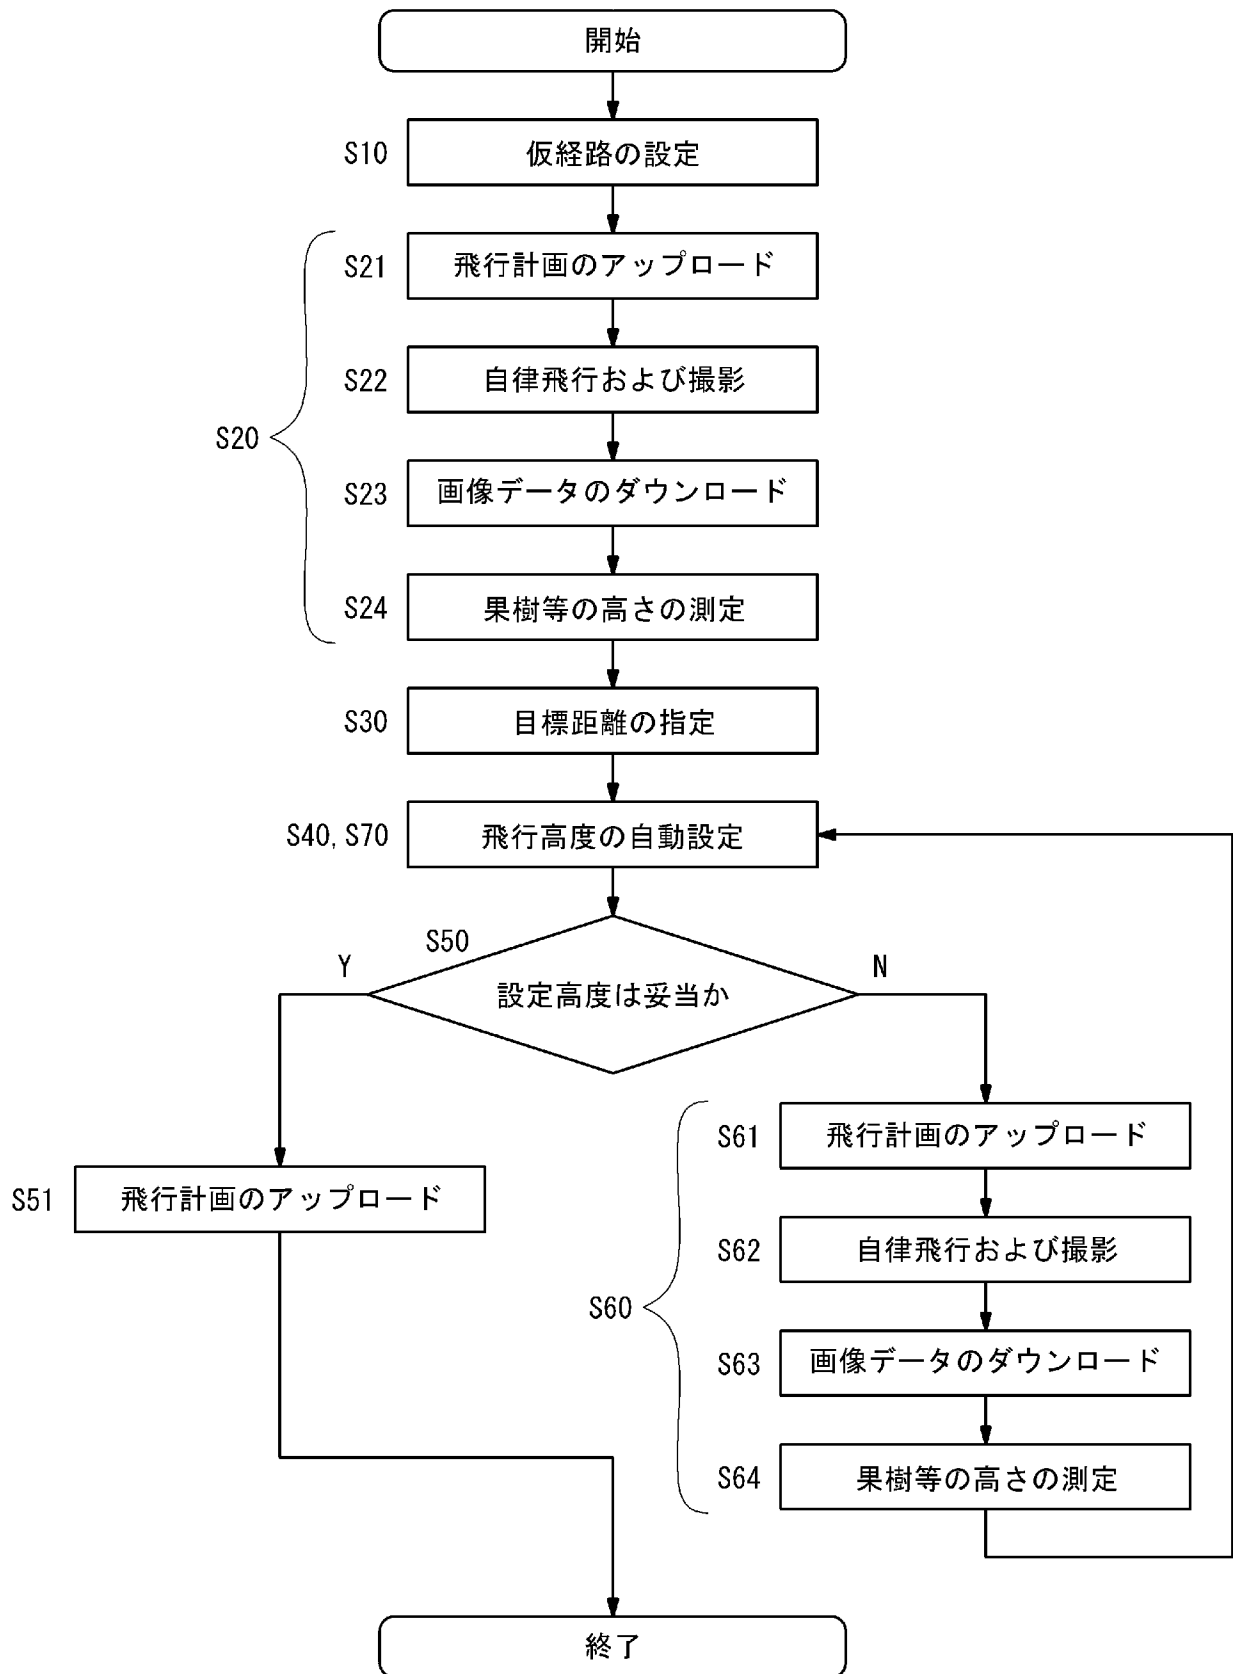 開始
S10
仮経路の設定
S20
S21
飛行計画のアップロード
S22
自律飛行および撮影
S23
画像データのダウンロード
S24
果樹等の高さの測定
S30
目標距離の指定
S40, S70
飛行高度の自動設定
S50
設定高度は妥当か
Y
N
S51
飛行計画のアップロード
S60
S61
飛行計画のアップロード
S62
自律飛行および撮影
S63
画像データのダウンロード
S64
果樹等の高さの測定
終了